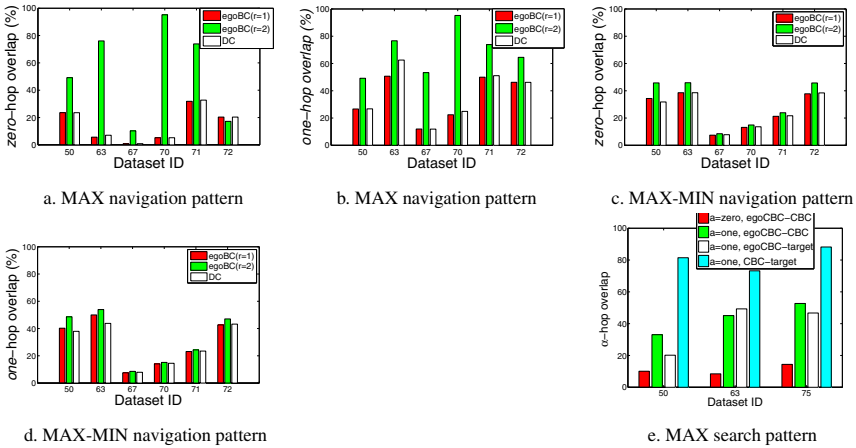 zero−hop overlap (%)
100
80
60
40
20
0
50 63 67 70 71 72
Dataset ID
egoBC(r=1)
egoBC(r=2)
DC
a. MAX navigation pattern
one−hop overlap (%)
100
80
60
40
20
0
50 63 67 70 71 72
Dataset ID
egoBC(r=1)
egoBC(r=2)
DC
b. MAX navigation pattern
zero−hop overlap (%)
100
80
60
40
20
0
50 63 67 70 71 72
Dataset ID
egoBC(r=1)
egoBC(r=2)
DC
c. MAX-MIN navigation pattern
one−hop overlap (%)
100
80
60
40
20
0
50 63 67 70 71 72
Dataset ID
egoBC(r=1)
egoBC(r=2)
DC
d. MAX-MIN navigation pattern
α−hop overlap
100
80
60
40
20
0
50 63 75
Dataset ID
a=zero, egoCBC−CBC
a=one, egoCBC−CBC
a=one, egoCBC−target
a=one, CBC−target
e. MAX search pattern